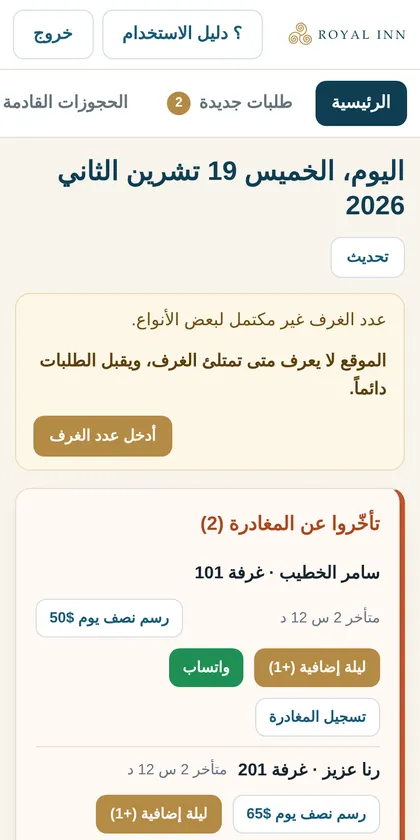 ROYAL INN
؟ دليل الاستخدام
خروج
الرئيسية
طلبات جديدة 2
الحجوزات القادمة
اليوم، الخميس 19 تشرين الثاني
2026
تحديث
عدد الغرف غير مكتمل لبعض الأنواع.
الموقع لا يعرف متى تمتلئ الغرف، ويقبل الطلبات
دائماً.
أدخل عدد الغرف
تأخّروا عن المغادرة (2)
سامر الخطيب · غرفة 101
متأخر 2 س 12 د
رسم نصف يوم $50
ليلة إضافية (+1)
واتساب
تسجيل المغادرة
رنا عزيز · غرفة 201
متأخر 2 س 12 د
رسم نصف يوم $65
ليلة إضافية (+1)